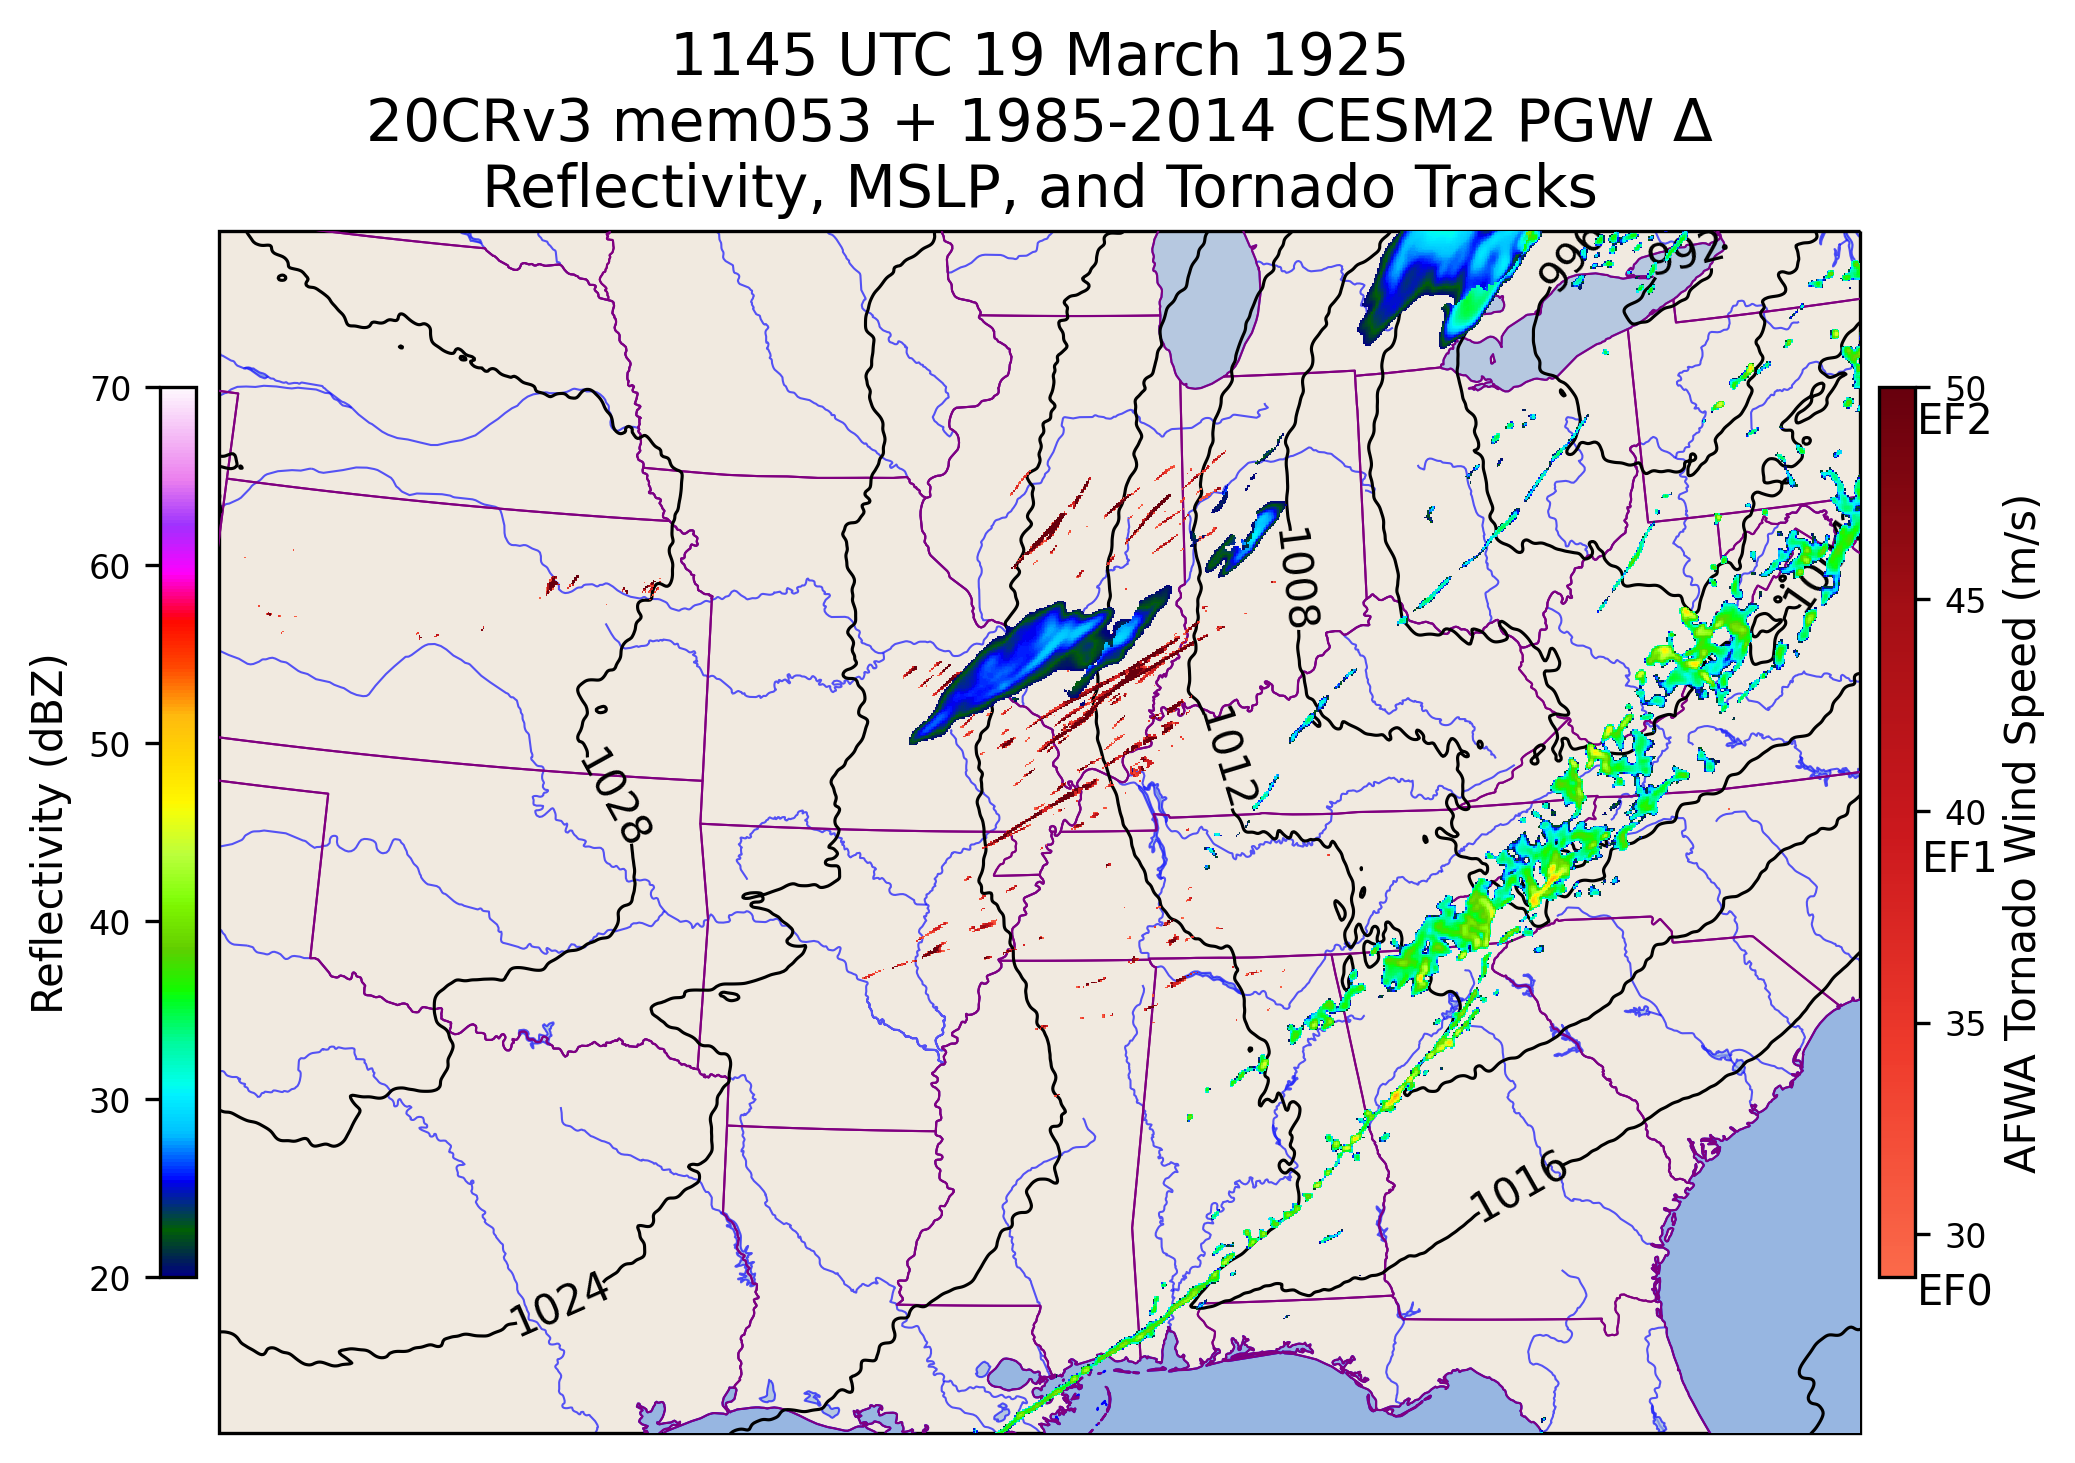 1145 UTC 19 March 1925
20CRv3 mem053 + 1985-2014 CESM2 PGW Δ
Reflectivity, MSLP, and Tornado Tracks
996
992
1008
1012
1028
1016
1024
70
60
50
40
30
20
Reflectivity (dBZ)
50
EF2
45
40
EF1
35
30
EF0
AFWA Tornado Wind Speed (m/s)